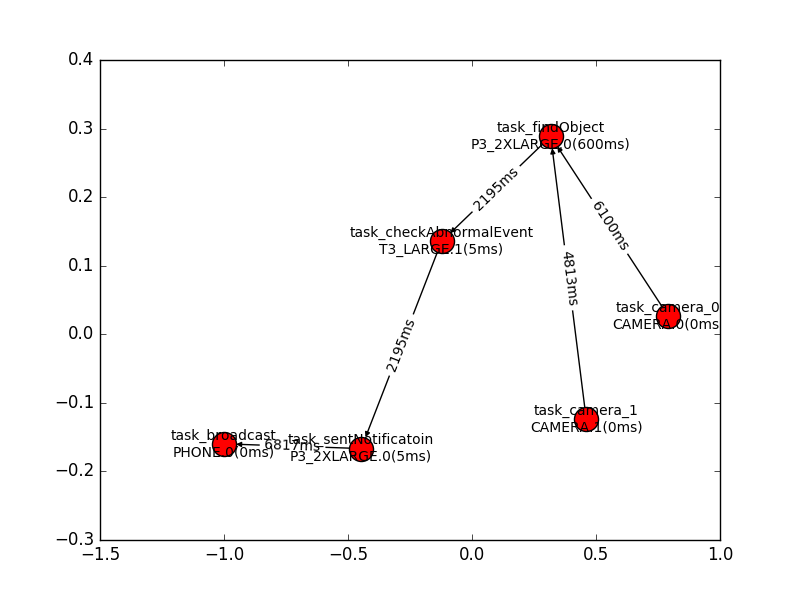 0.4
0.3
0.2
0.1
0.0
−0.1
−0.2
−0.3
−1.5
−1.0
−0.5
0.0
0.5
1.0
task_findObject
P3_2XLARGE.0(600ms)
2195ms
6100ms
task_checkAbnormalEvent
T3_LARGE.1(5ms)
4813ms
task_camera_0
CAMERA.0(0ms
2195ms
task_camera_1
CAMERA.1(0ms)
task_broadcast
PHONE.0(0ms)
6817ms
task_sentNotificatoin
P3_2XLARGE.0(5ms)